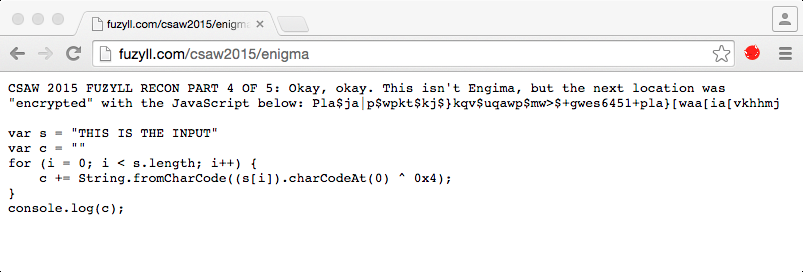 fuzyll.com/csaw2015/enigm
fuzyll.com/csaw2015/enigma
CSAW 2015 FUZYLL RECON PART 4 OF 5: Okay, okay. This isn't Engima, but the next location was
"encrypted" with the JavaScript below: Pla$ja|p$wpkt$kj$}kqv$uqawp$mw>$+gwes6451+pla}[waa[ia[vkhhmj
var s = "THIS IS THE INPUT"
var c = ""
for (i = 0; i < s.length; i++) {
    c += String.fromCharCode((s[i]).charCodeAt(0) ^ 0x4);
}
console.log(c);